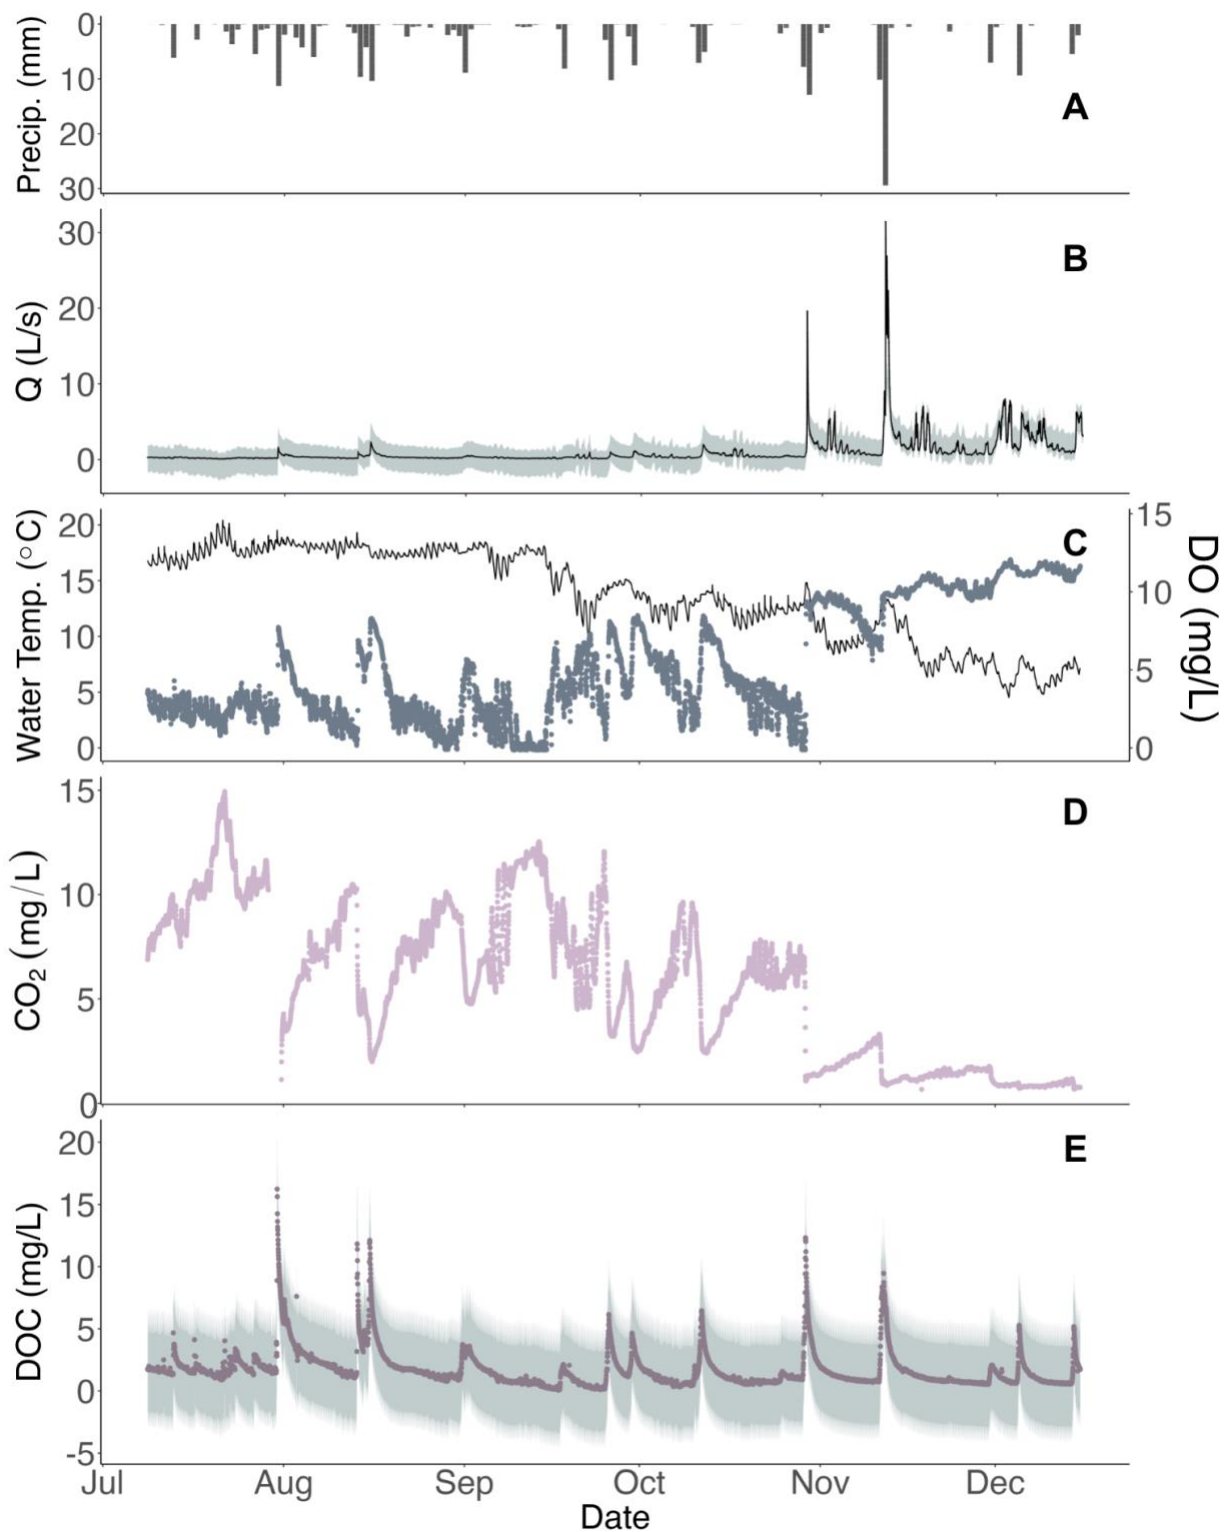 0
10
20
30
Precip. (mm)
A
30
20
10
0
Q (L/s)
B
20
15
10
5
0
Water Temp. (°C)
C
15
10
5
0
DO (mg/L)
15
10
5
0
CO₂ (mg/L)
D
20
15
10
5
0
-5
DOC (mg/L)
E
Jul Aug Sep Oct Nov Dec
Date